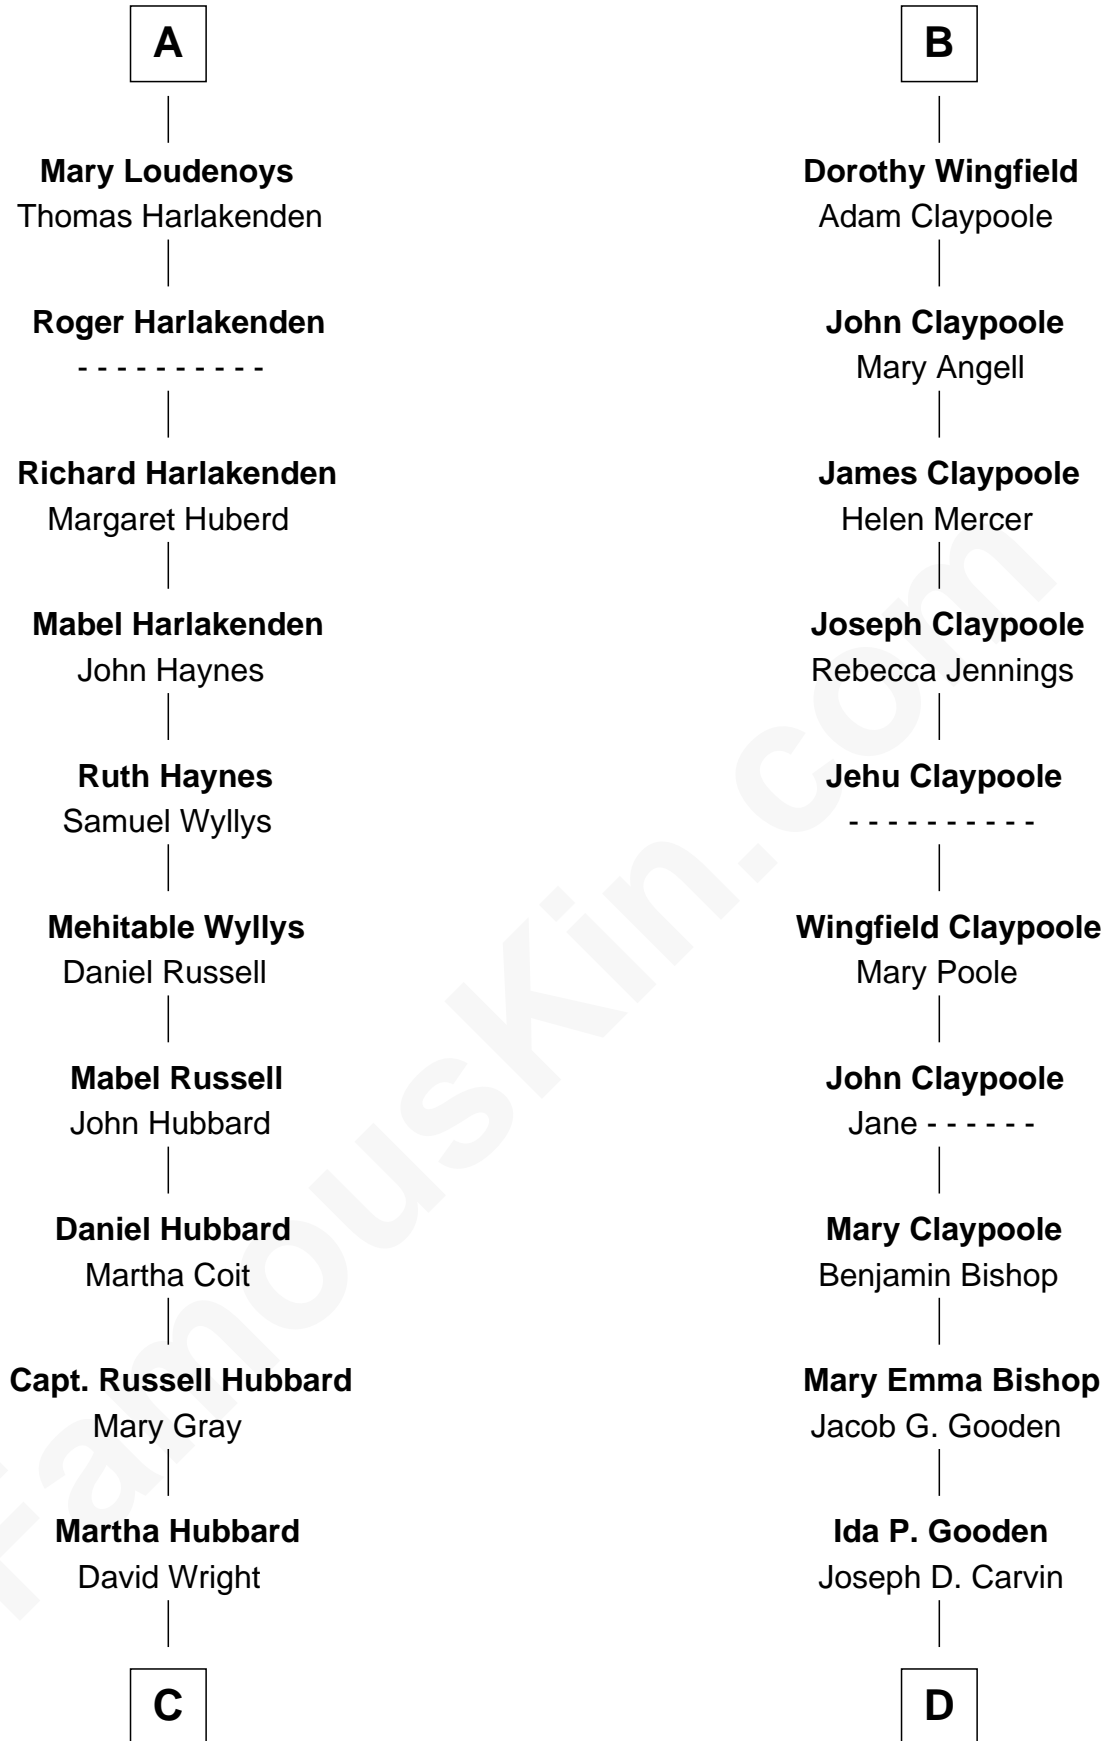 A
Mary Loudenoys
Thomas Harlakenden
Roger Harlakenden
- - - - - - - - - -
Richard Harlakenden
Margaret Huberd
Mabel Harlakenden
John Haynes
Ruth Haynes
Samuel Wyllys
Mehitable Wyllys
Daniel Russell
Mabel Russell
John Hubbard
Daniel Hubbard
Martha Coit
Capt. Russell Hubbard
Mary Gray
Martha Hubbard
David Wright
C
B
Dorothy Wingfield
Adam Claypoole
John Claypoole
Mary Angell
James Claypoole
Helen Mercer
Joseph Claypoole
Rebecca Jennings
Jehu Claypoole
- - - - - - - - - -
Wingfield Claypoole
Mary Poole
John Claypoole
Jane - - - - - -
Mary Claypoole
Benjamin Bishop
Mary Emma Bishop
Jacob G. Gooden
Ida P. Gooden
Joseph D. Carvin
D
FamousKin.com